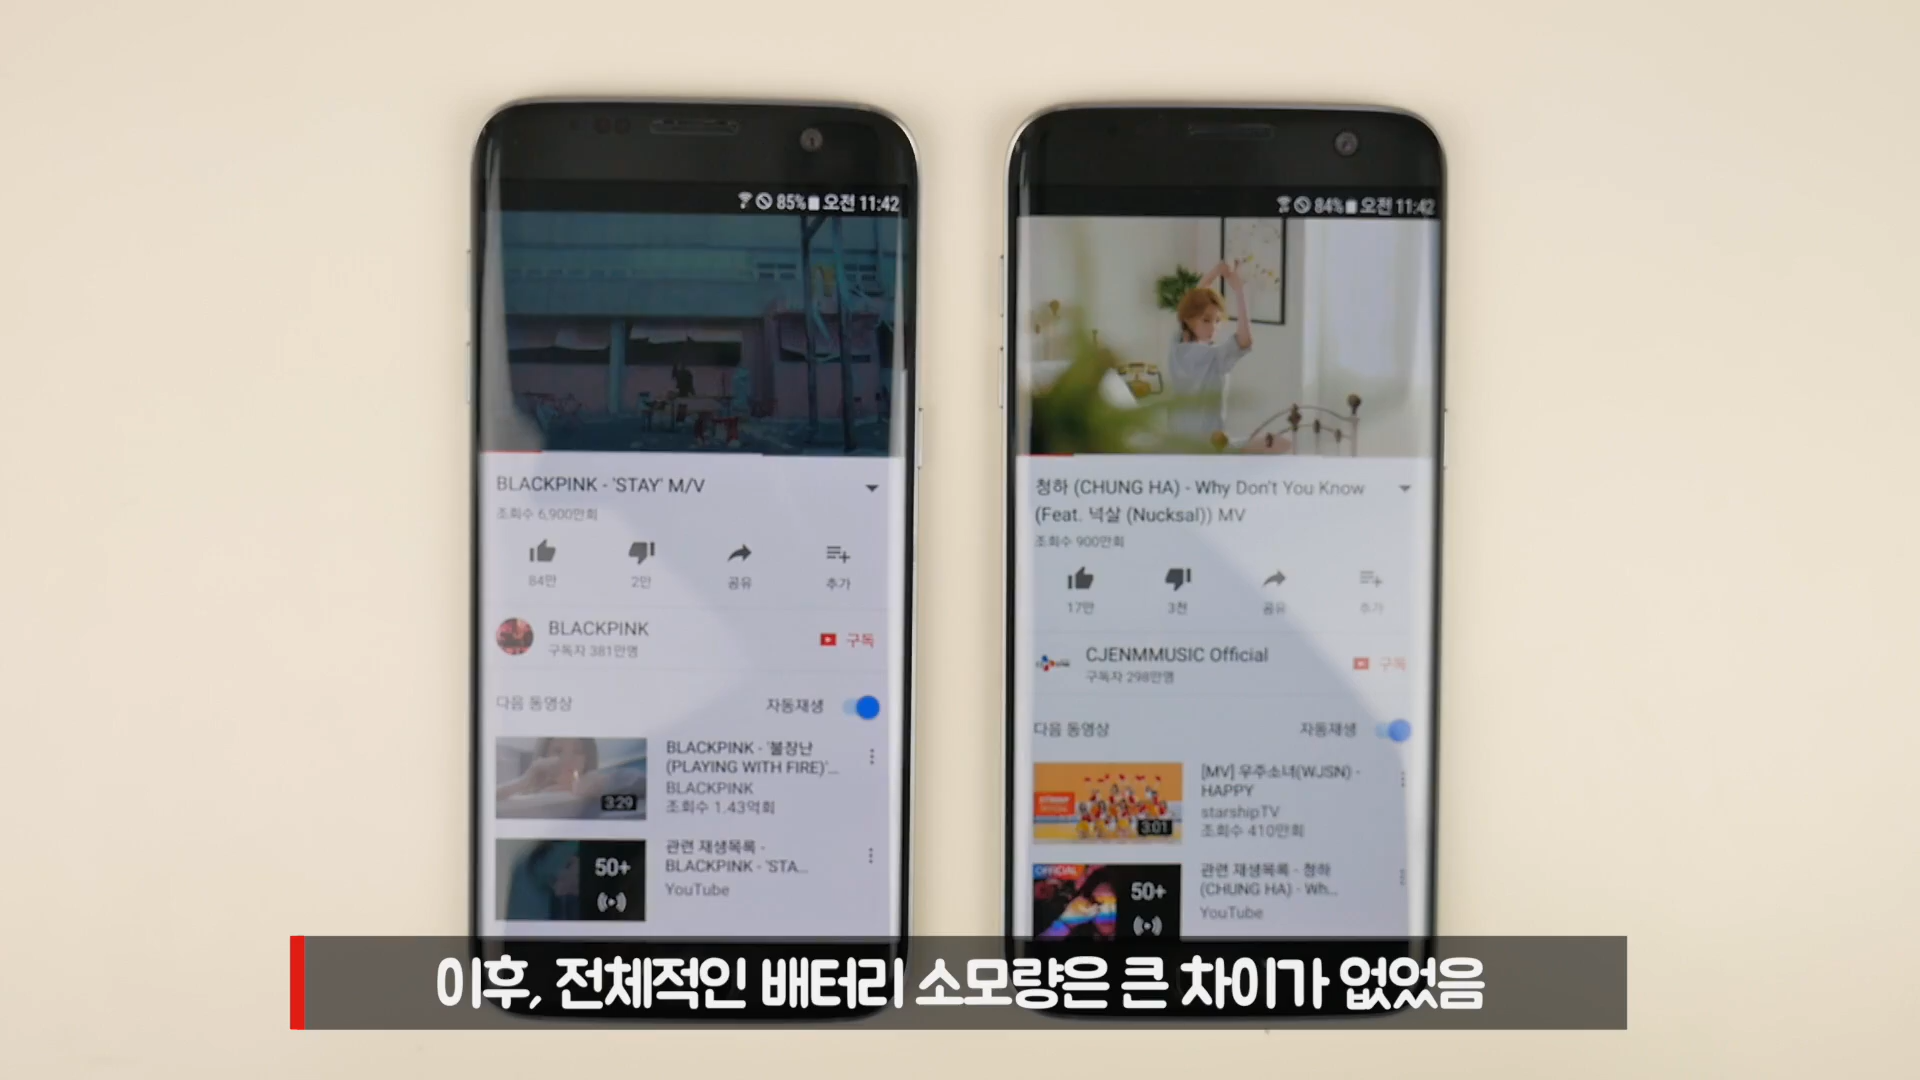 85% 오전 11:42
BLACKPINK - 'STAY' M/V
조회수 6,900만회
84만
2만
공유
추가
BLACKPINK
구독자 381만명
구독
다음 동영상
자동재생
3:29
BLACKPINK - '불장난
(PLAYING WITH FIRE)'...
BLACKPINK
조회수 1.43억회
50+
관련 재생목록 -
BLACKPINK - 'STA...
YouTube
84% 오전 11:42
청하 (CHUNG HA) - Why Don't You Know
(Feat. 넉살 (Nucksal)) MV
조회수 900만회
17만
3천
공유
추가
CJENMMUSIC Official
구독자 298만명
구독
다음 동영상
자동재생
3:01
[MV] 우주소녀(WJSN) -
HAPPY
starshipTV
조회수 410만회
OFFICIAL
50+
관련 재생목록 - 청하
(CHUNG HA) - Wh...
YouTube
이후, 전체적인 배터리 소모량은 큰 차이가 없었음